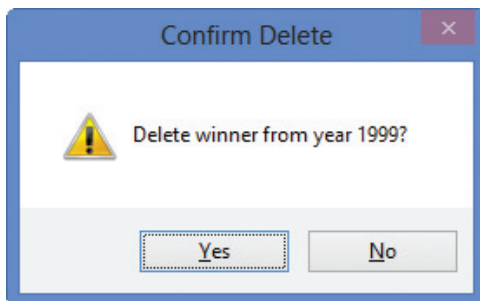 Confirm Delete
Delete winner from year 1999?
Yes
No